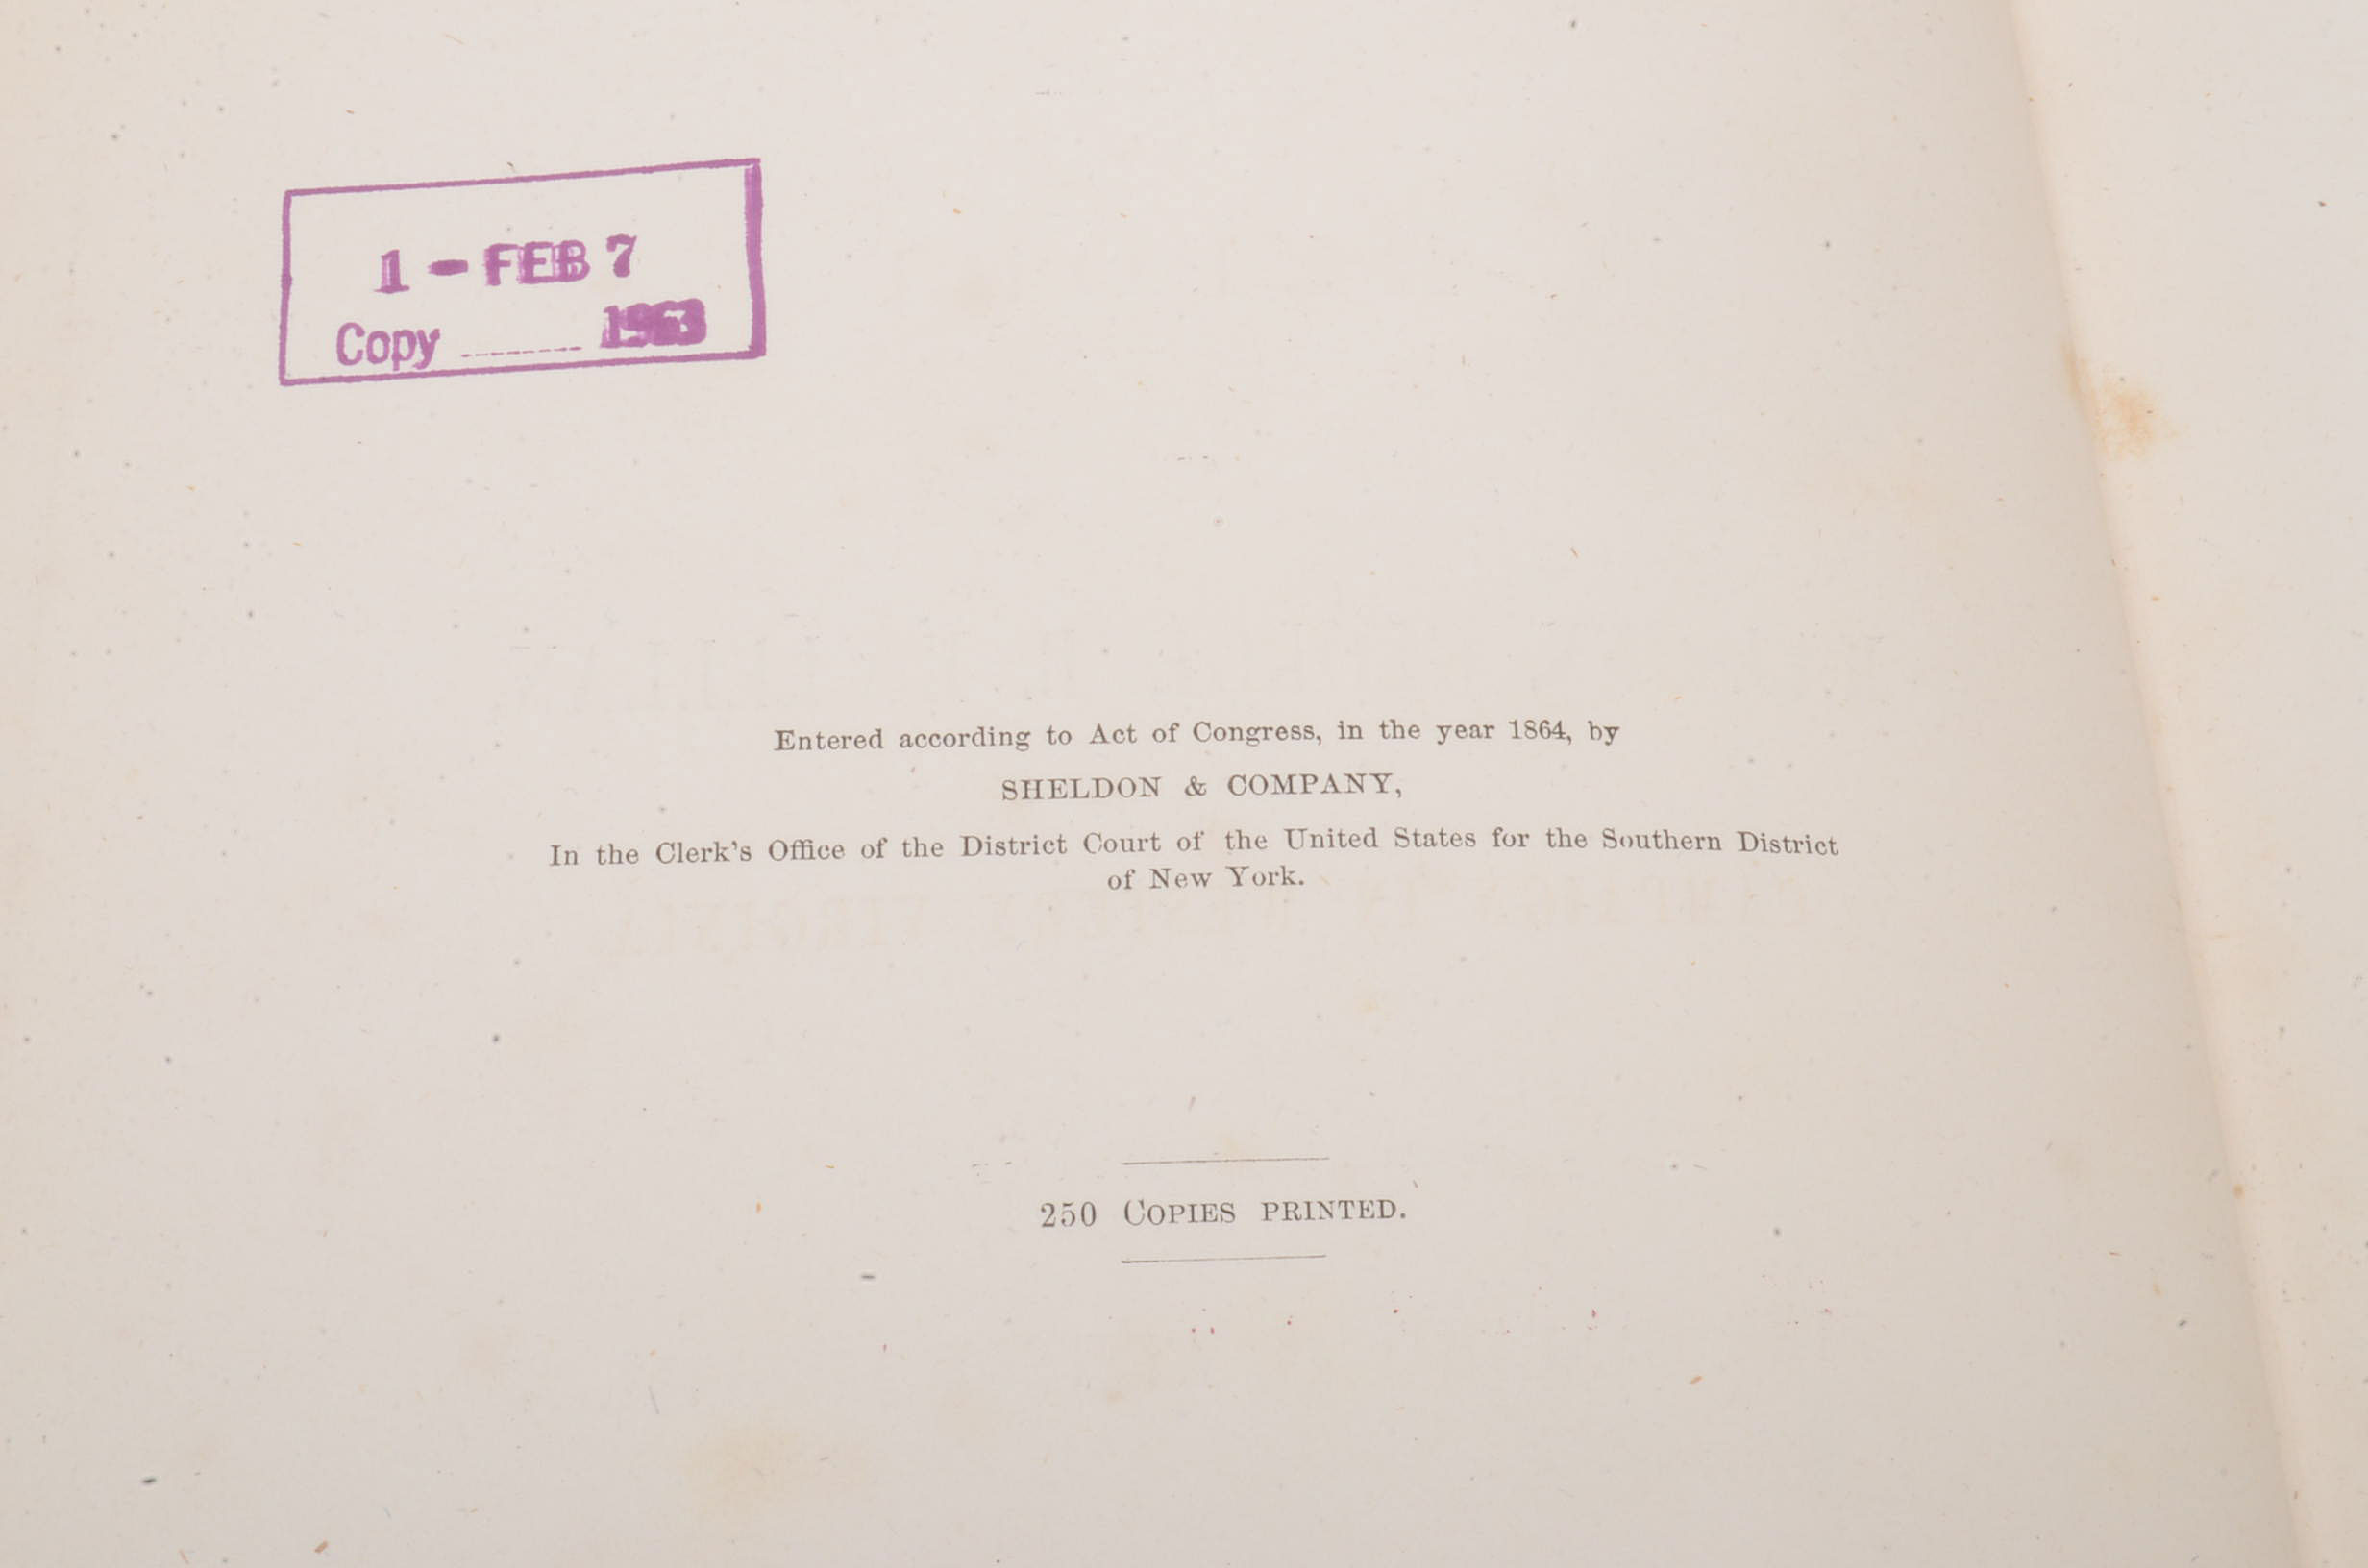 1 - FEB 7
Copy ........ 1963
Entered according to Act of Congress, in the year 1864, by
SHELDON & COMPANY,
In the Clerk's Office of the District Court of the United States for the Southern District
of New York.
250 COPIES PRINTED.